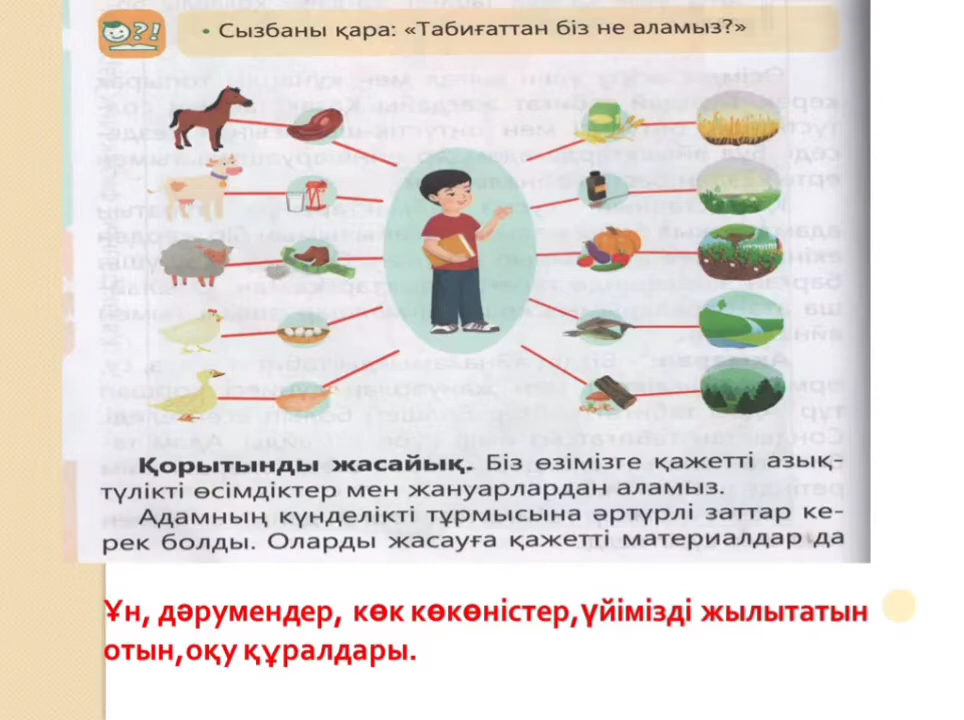 • Сызбаны қара: «Табиғаттан біз не аламыз?»
Қорытынды жасайық. Біз өзімізге қажетті азық-
түлікті өсімдіктер мен жануарлардан аламыз.
Адамның күнделікті тұрмысына әртүрлі заттар ке-
рек болды. Оларды жасауға қажетті материалдар да
Ұн, дәрумендер, көк көкөністер,үйімізді жылытатын
отын,оқу құралдары.